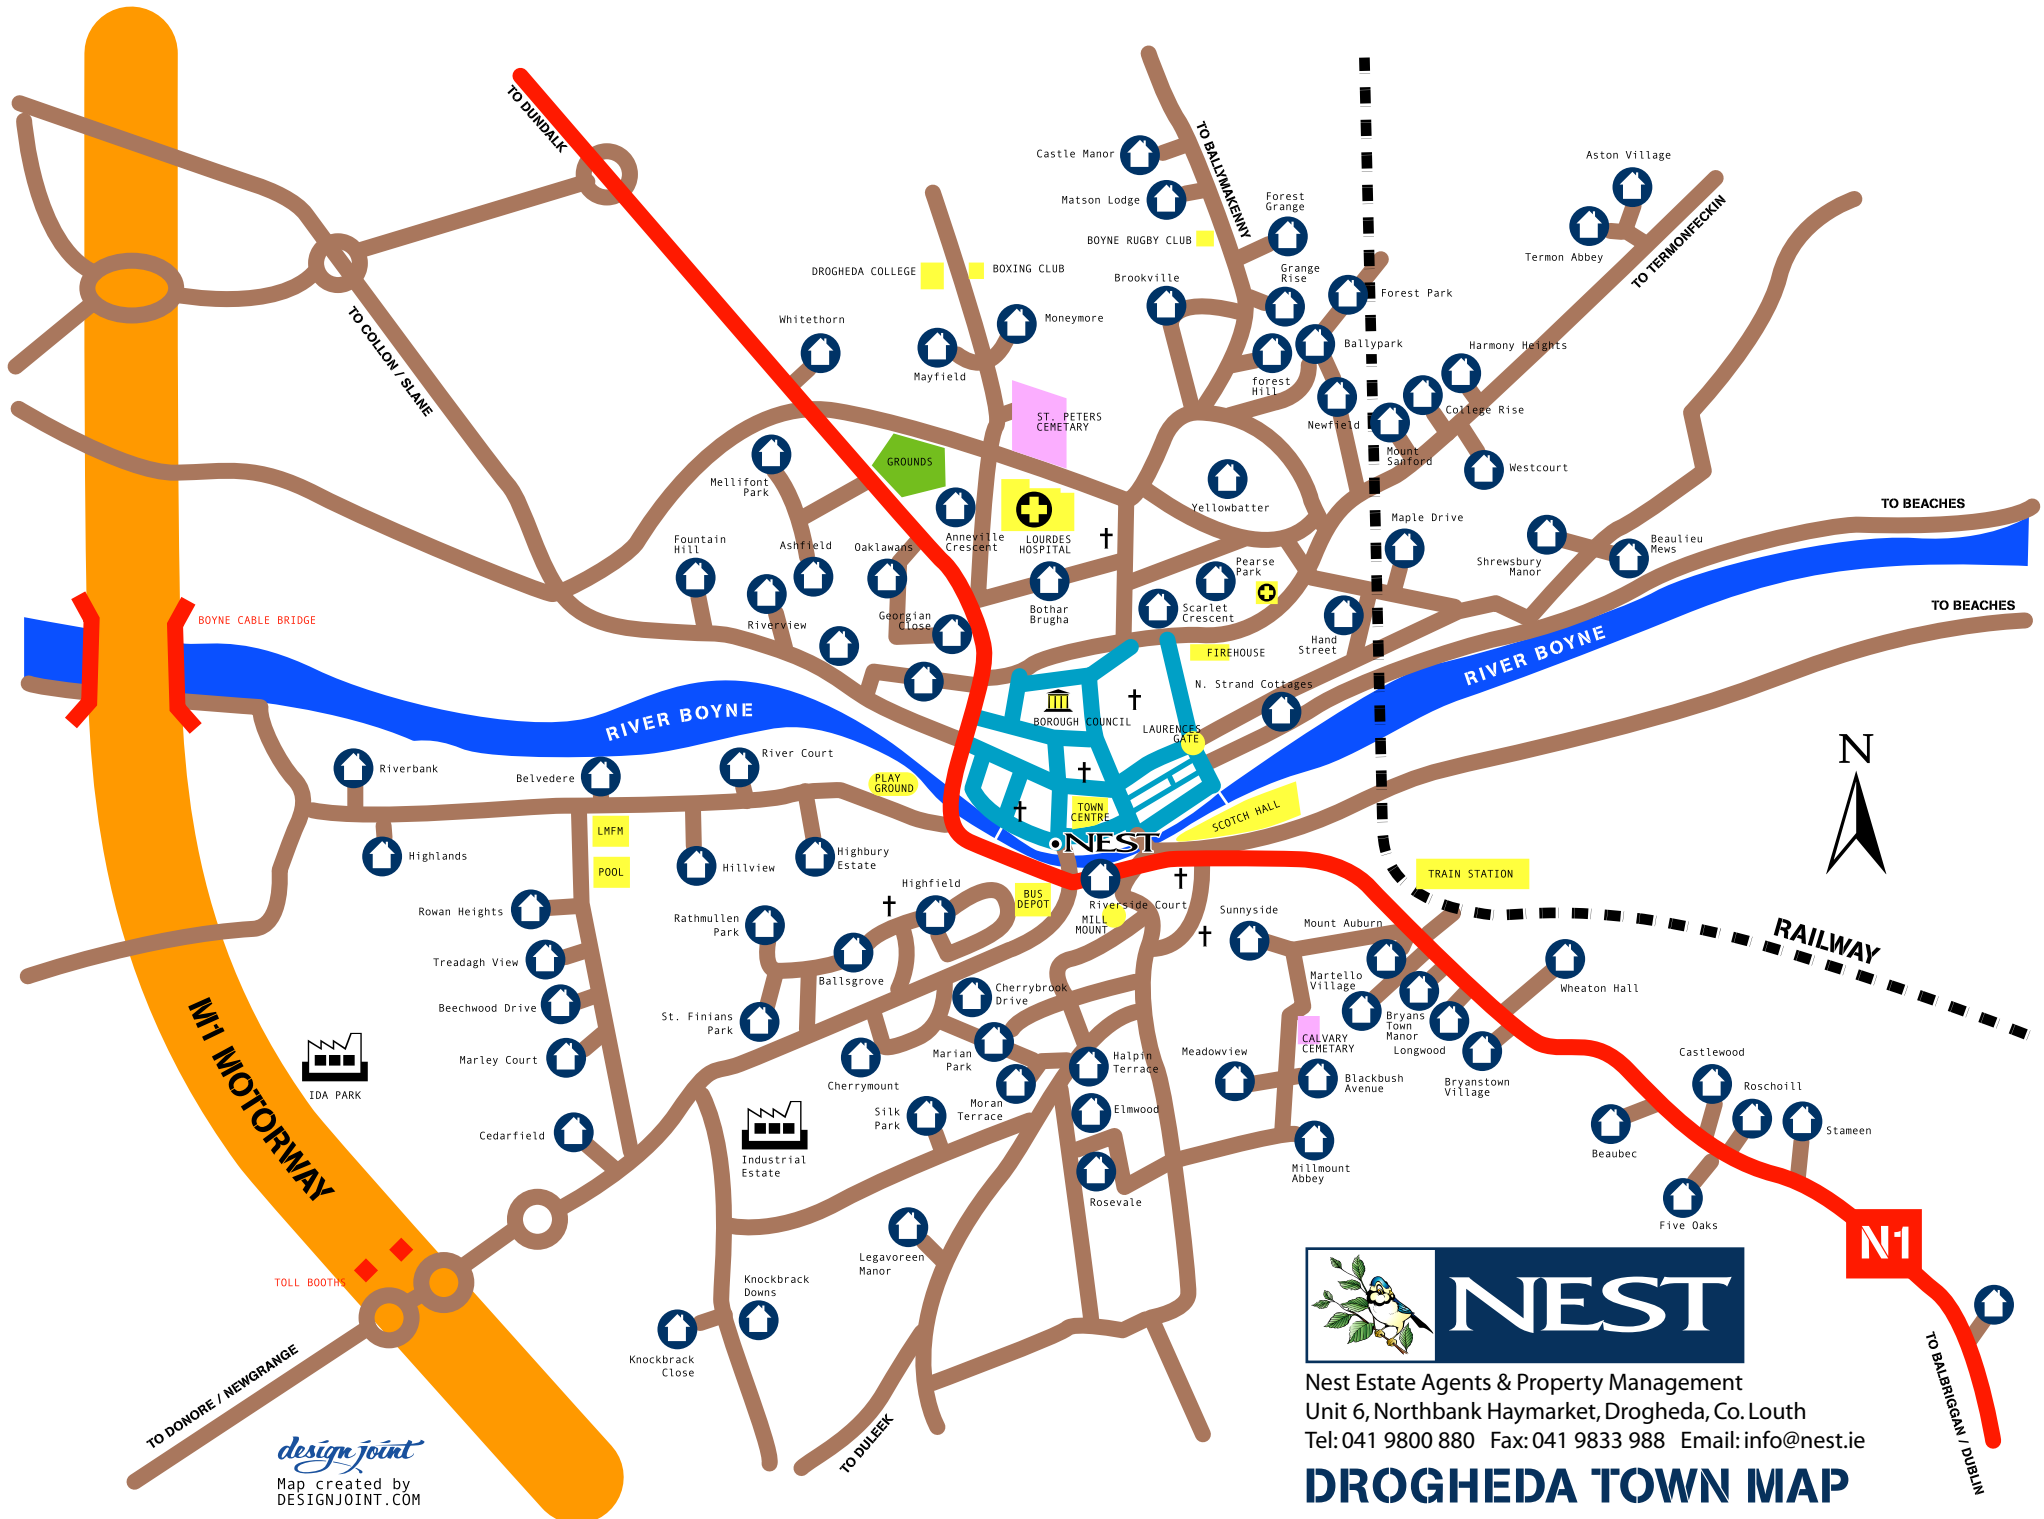 TO DUNDALK
TO BALLYMAKENNY
Castle Manor
Aston Village
Matson Lodge
Forest
Grange
BOYNE RUGBY CLUB
Termon Abbey
TO TERMONFECKIN
DROGHEDA COLLEGE
BOXING CLUB
Brookville
Grange
Rise
Forest Park
TO COLLON / SLANE
Whitethorn
Moneymore
Mayfield
Ballypark
Harmony Heights
forest
Hill
College Rise
ST. PETERS
CEMETARY
Newfield
Mount
Sanford
Westcourt
GROUNDS
Mellifont
Park
Yellowbatter
TO BEACHES
Maple Drive
Fountain
Hill
Ashfield
Oaklawans
Anneville
Crescent
LOURDES
HOSPITAL
Pearse
Park
Shrewsbury
Manor
Beaulieu
Mews
TO BEACHES
BOYNE CABLE BRIDGE
Riverview
Georgian
Close
Bothar
Brugha
Scarlet
Crescent
Hand
Street
FIREHOUSE
RIVER BOYNE
N. Strand Cottages
RIVER BOYNE
BOROUGH COUNCIL
LAURENCES
GATE
Riverbank
Belvedere
River Court
PLAY
GROUND
TOWN
CENTRE
SCOTCH HALL
N
LMFM
NEST
Highlands
POOL
Hillview
Highbury
Estate
TRAIN STATION
Highfield
BUS
DEPOT
Riverside Court
MILL
MOUNT
Rowan Heights
Rathmullen
Park
Sunnyside
Mount Auburn
RAILWAY
Treadagh View
Ballsgrove
Cherrybrook
Drive
Martello
Village
Wheaton Hall
Beechwood Drive
St. Finians
Park
Bryans
Town
Manor
Longwood
M-1 MOTORWAY
CALVARY
CEMETARY
Marley Court
Cherrymount
Marian
Park
Halpin
Terrace
Meadowview
Blackbush
Avenue
Bryanstown
Village
Castlewood
Roschoill
IDA PARK
Silk
Park
Moran
Terrace
Elmwood
Cedarfield
Industrial
Estate
Millmount
Abbey
Beaubec
Stameen
Rosevale
Five Oaks
Legavoreen
Manor
N1
TOLL BOOTHS
Knockbrack
Downs
NEST
Knockbrack
Close
TO DONORE / NEWGRANGE
TO DULEEK
TO BALBRIGGAN / DUBLIN
Nest Estate Agents & Property Management
Unit 6, Northbank Haymarket, Drogheda, Co. Louth
Tel: 041 9800 880 Fax: 041 9833 988 Email: info@nest.ie
DROGHEDA TOWN MAP
design joint
Map created by
DESIGNJOINT.COM